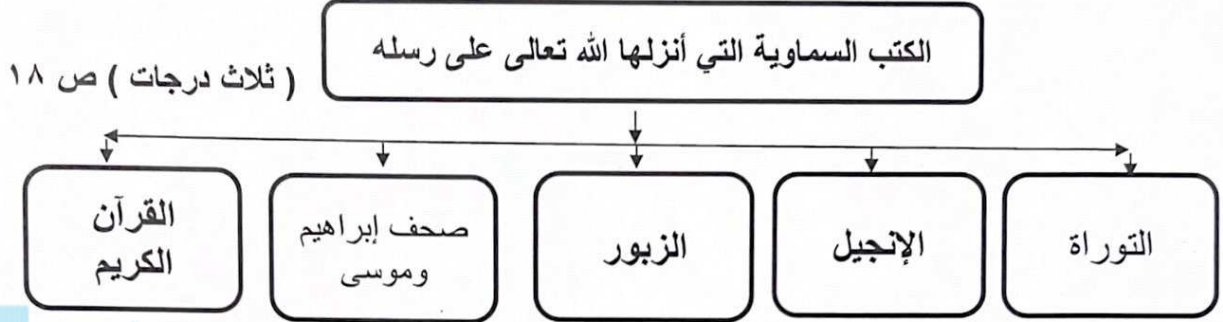 الكتب السماوية التي أنزلها الله تعالى على رسله
( ثلاث درجات ) ص ١٨
التوراة
الإنجيل
الزبور
صحف إبراهيم
وموسى
القرآن
الكريم